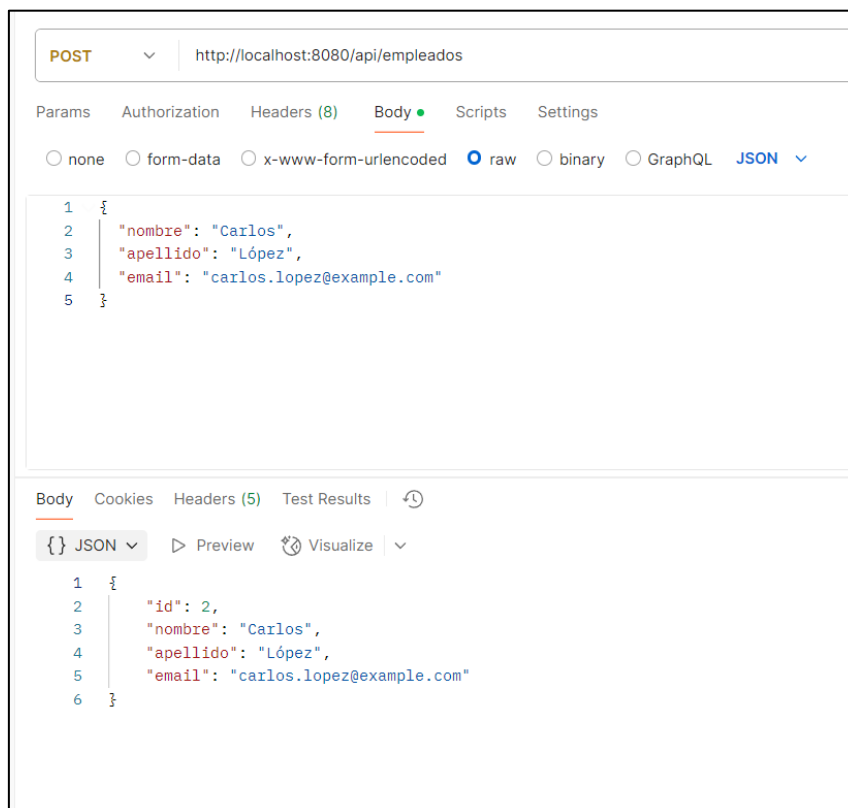 POST http://localhost:8080/api/empleados
Params Authorization Headers (8) Body Scripts Settings
none form-data x-www-form-urlencoded raw binary GraphQL JSON
1 {
2 "nombre": "Carlos",
3 "apellido": "López",
4 "email": "carlos.lopez@example.com"
5 }
Body Cookies Headers (5) Test Results
{} JSON Preview Visualize
1 {
2 "id": 2,
3 "nombre": "Carlos",
4 "apellido": "López",
5 "email": "carlos.lopez@example.com"
6 }